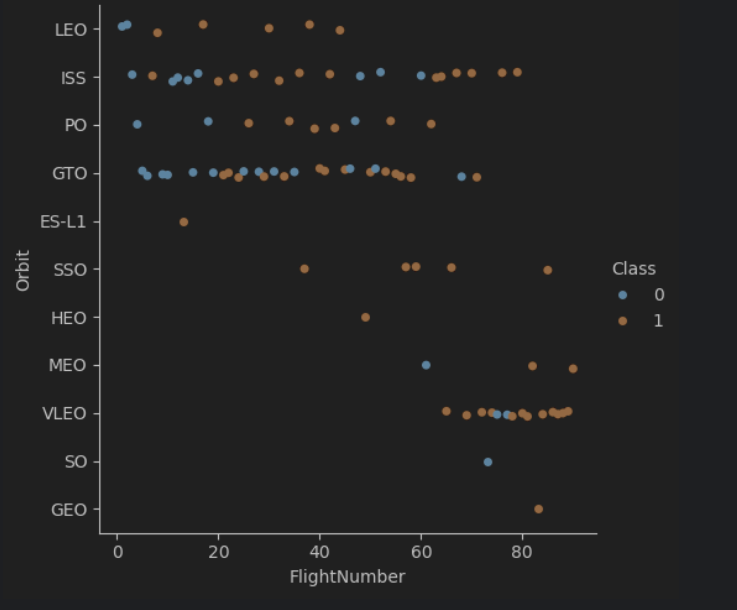 LEO
ISS
PO
GTO
ES-L1
SSO
HEO
MEO
VLEO
SO
GEO
Orbit
0 20 40 60 80
FlightNumber
Class
0
1